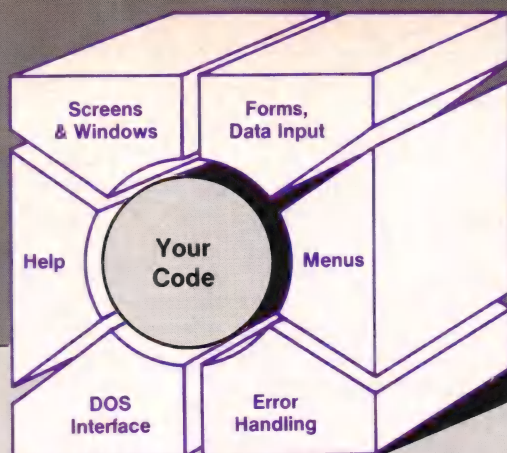 Screens
& Windows
Forms,
Data Input
Help
Your
Code
Menus
DOS
Interface
Error
Handling